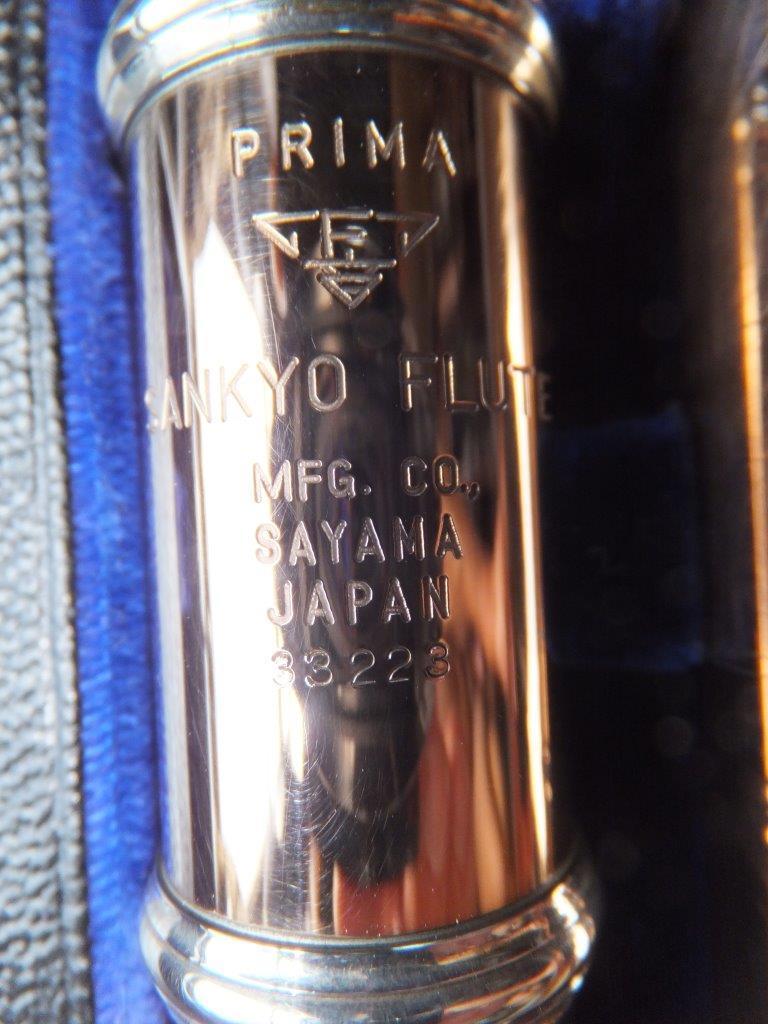 PRIMA
SANKYO FLUTE
MFG. CO.,
SAYAMA
JAPAN
33223